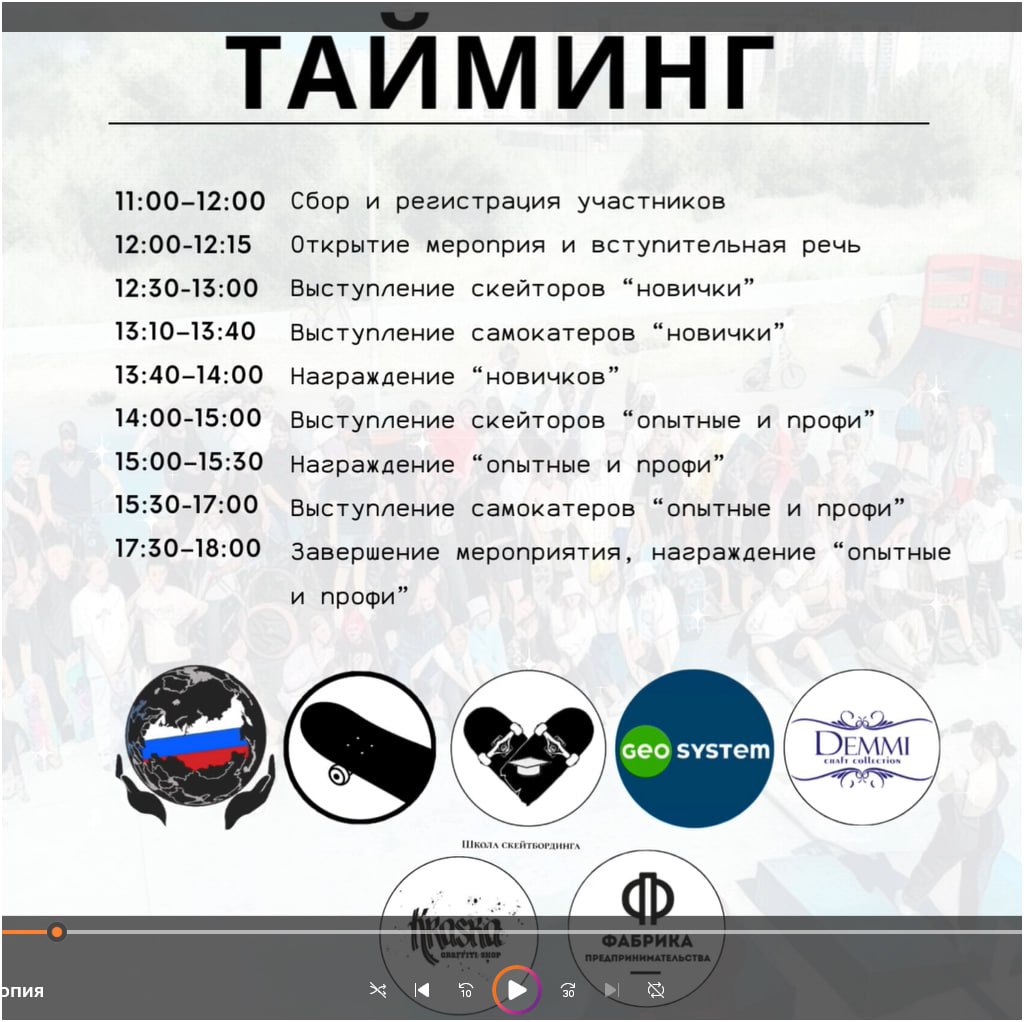 ТАЙМИНГ
11:00–12:00 Сбор и регистрация участников
12:00-12:15 Открытие мероприя и вступительная речь
12:30-13:00 Выступление скейторов “новички”
13:10–13:40 Выступление самокатеров “новички”
13:40–14:00 Награждение “новичков”
14:00-15:00 Выступление скейторов “опытные и профи”
15:00–15:30 Награждение “опытные и профи”
15:30-17:00 Выступление самокатеров “опытные и профи”
17:30–18:00 Завершение мероприятия, награждение “опытные
и профи”
GEO SYSTEM
DEMMI
craft collection
Школа скейтбординга
Kraska
GRAFFITI SHOP
ФАБРИКА
ПРЕДПРИНИМАТЕЛЬСТВА
опия
10
30